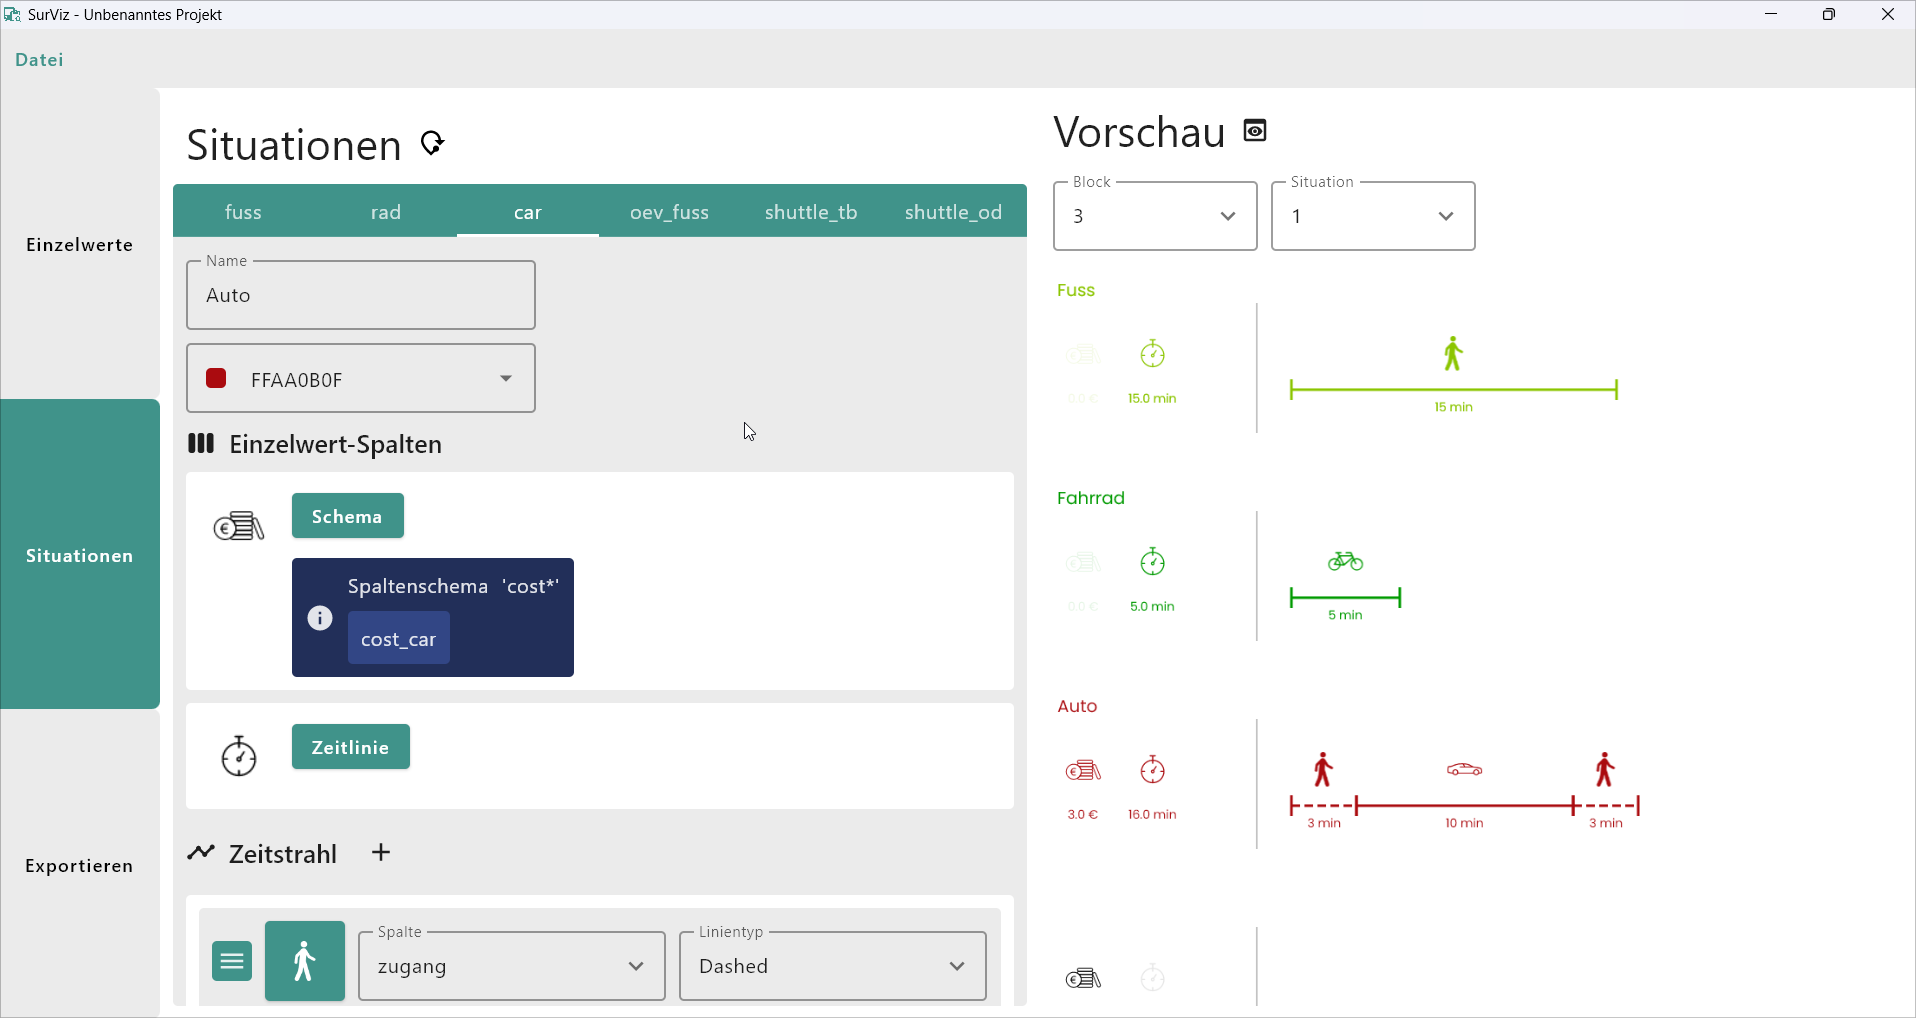 SurViz - Unbenanntes Projekt
Datei
Einzelwerte
Situationen
Exportieren
Situationen
fuss rad car oev_fuss shuttle_tb shuttle_od
Name
Auto
FFAA0B0F
Einzelwert-Spalten
€
Schema
Spaltenschema 'cost*'
cost_car
Zeitlinie
Zeitstrahl
Spalte
zugang
Linientyp
Dashed
Vorschau
Block
3
Situation
1
Fuss
0.0 € 15.0 min
15 min
Fahrrad
0.0 € 5.0 min
5 min
Auto
3.0 € 16.0 min
3 min 10 min 3 min